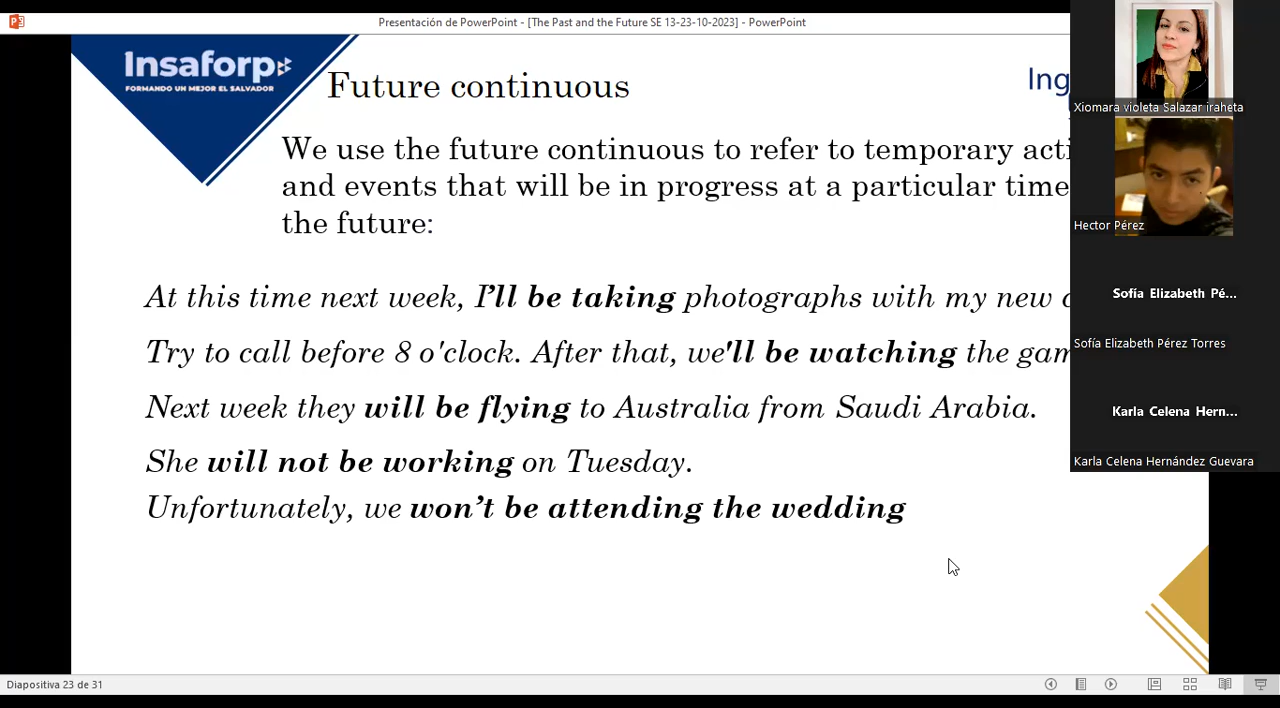 Presentación de PowerPoint - [The Past and the Future SE 13-23-10-2023] - PowerPoint
Insaforp
FORMANDO UN MEJOR EL SALVADOR
Future continuous
Ing
We use the future continuous to refer to temporary acti
and events that will be in progress at a particular time
the future:
At this time next week, I’ll be taking photographs with my new
Try to call before 8 o'clock. After that, we'll be watching the gam
Next week they will be flying to Australia from Saudi Arabia.
She will not be working on Tuesday.
Unfortunately, we won’t be attending the wedding
Xiomara violeta Salazar iraheta
Hector Pérez
Sofía Elizabeth Pé...
Sofía Elizabeth Pérez Torres
Karla Celena Hern...
Karla Celena Hernández Guevara
Diapositiva 23 de 31